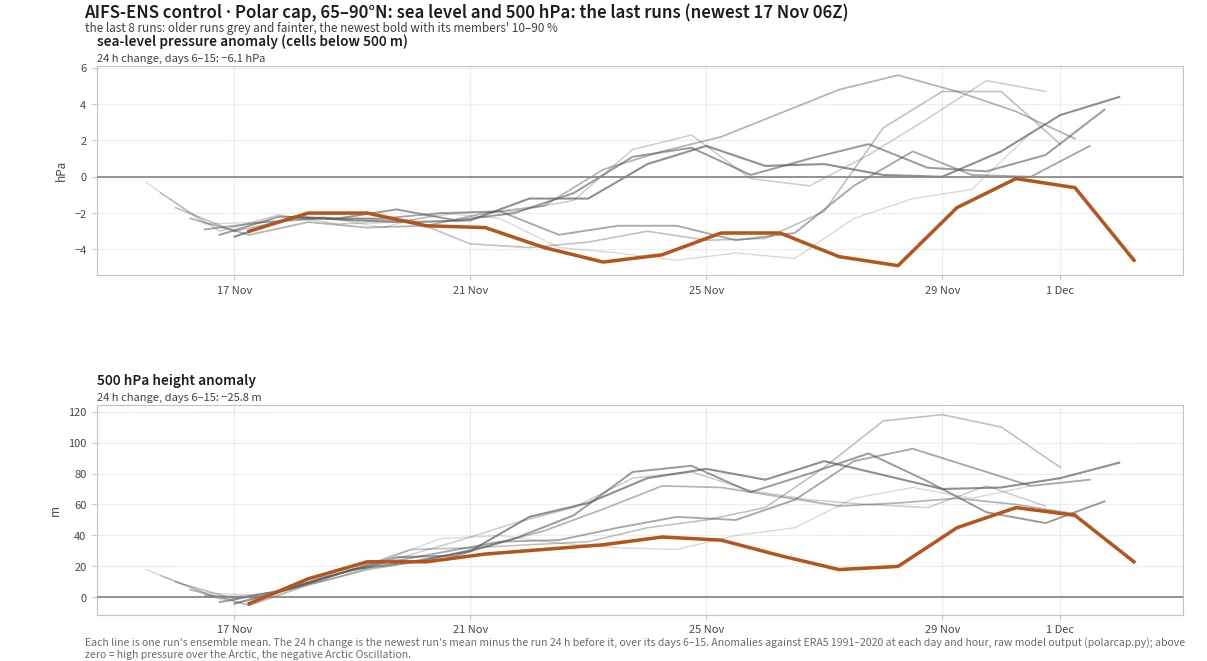 AIFS-ENS control · Polar cap, 65–90°N: sea level and 500 hPa: the last runs (newest 17 Nov 06Z)
the last 8 runs: older runs grey and fainter, the newest bold with its members' 10–90 %
sea-level pressure anomaly (cells below 500 m)
24 h change, days 6–15: −6.1 hPa
6
4
2
0
−2
−4
hPa
17 Nov
21 Nov
25 Nov
29 Nov
1 Dec
500 hPa height anomaly
24 h change, days 6–15: −25.8 m
120
100
80
60
40
20
0
m
17 Nov
21 Nov
25 Nov
29 Nov
1 Dec
Each line is one run's ensemble mean. The 24 h change is the newest run's mean minus the run 24 h before it, over its days 6–15. Anomalies against ERA5 1991–2020 at each day and hour, raw model output (polarcap.py); above
zero = high pressure over the Arctic, the negative Arctic Oscillation.